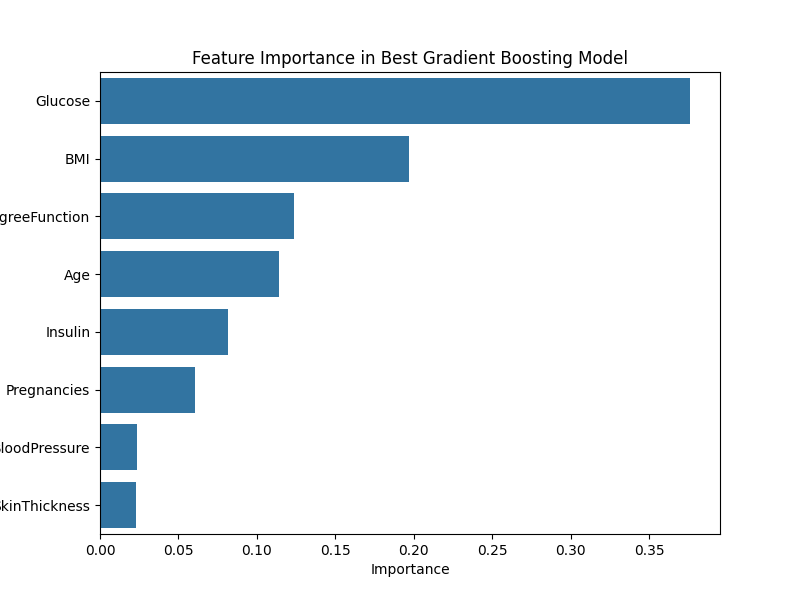 Feature Importance in Best Gradient Boosting Model
Glucose
BMI
greeFunction
Age
Insulin
Pregnancies
loodPressure
kinThickness
0.00 0.05 0.10 0.15 0.20 0.25 0.30 0.35
Importance